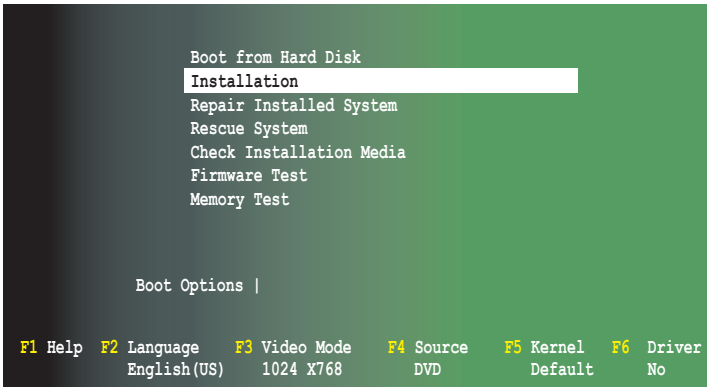 Boot from Hard Disk
Installation
Repair Installed System
Rescue System
Check Installation Media
Firmware Test
Memory Test
Boot Options |
F1 Help F2 Language F3 Video Mode F4 Source F5 Kernel F6 Driver
English(US) 1024 X768 DVD Default No